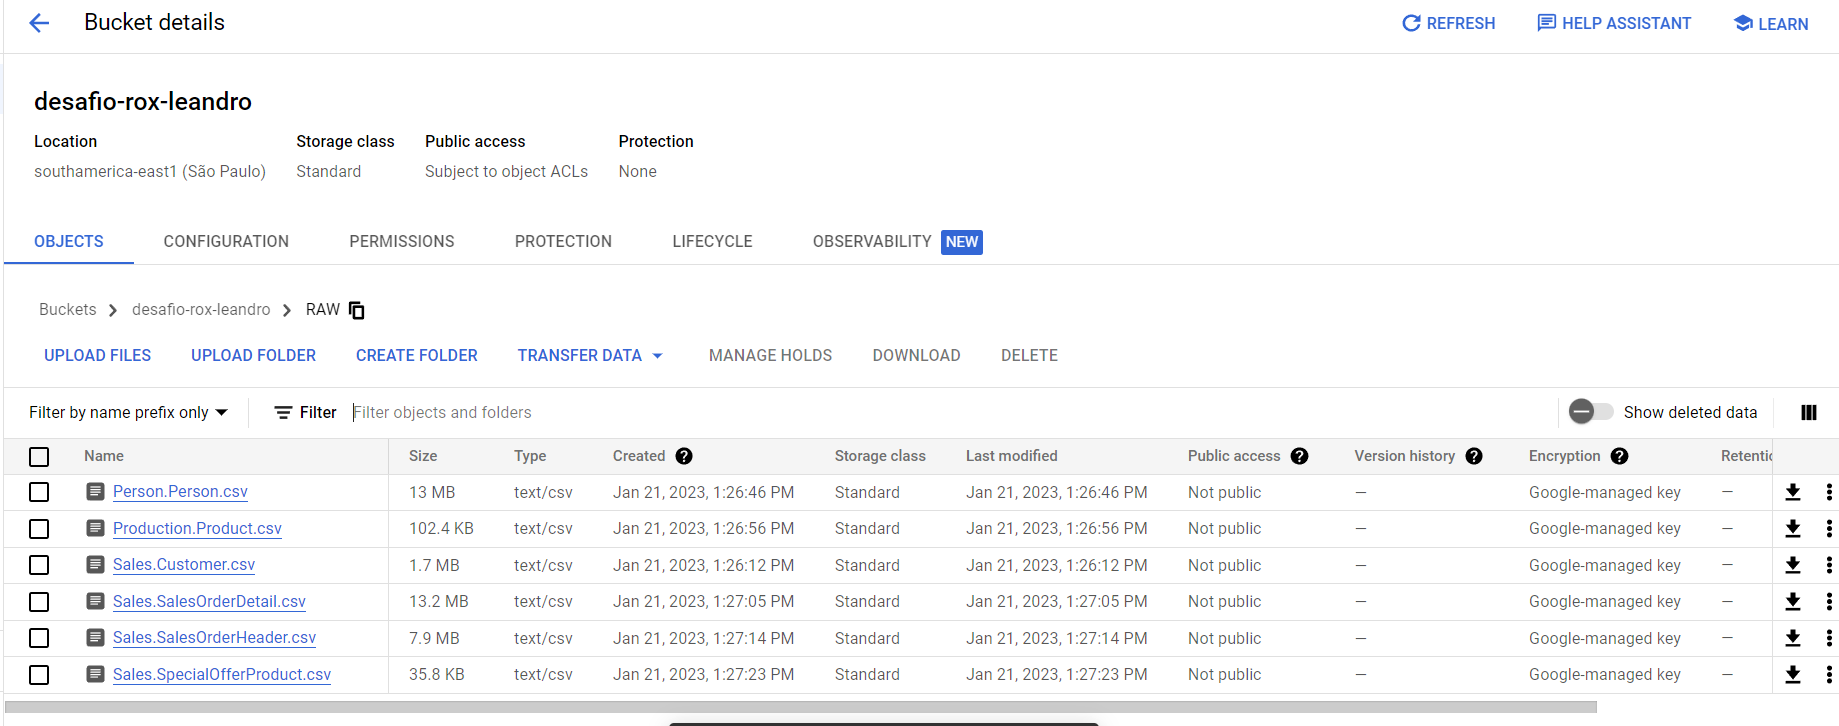 Bucket details REFRESH HELP ASSISTANT LEARN
desafio-rox-leandro
Location Storage class Public access Protection
southamerica-east1 (São Paulo) Standard Subject to object ACLs None
OBJECTS CONFIGURATION PERMISSIONS PROTECTION LIFECYCLE OBSERVABILITY NEW
Buckets desafio-rox-leandro RAW
UPLOAD FILES UPLOAD FOLDER CREATE FOLDER TRANSFER DATA MANAGE HOLDS DOWNLOAD DELETE
Filter by name prefix only Filter Filter objects and folders Show deleted data
Name Size Type Created Storage class Last modified Public access Version history Encryption Retentic
Person.Person.csv 13 MB text/csv Jan 21, 2023, 1:26:46 PM Standard Jan 21, 2023, 1:26:46 PM Not public — Google-managed key —
Production.Product.csv 102.4 KB text/csv Jan 21, 2023, 1:26:56 PM Standard Jan 21, 2023, 1:26:56 PM Not public — Google-managed key —
Sales.Customer.csv 1.7 MB text/csv Jan 21, 2023, 1:26:12 PM Standard Jan 21, 2023, 1:26:12 PM Not public — Google-managed key —
Sales.SalesOrderDetail.csv 13.2 MB text/csv Jan 21, 2023, 1:27:05 PM Standard Jan 21, 2023, 1:27:05 PM Not public — Google-managed key —
Sales.SalesOrderHeader.csv 7.9 MB text/csv Jan 21, 2023, 1:27:14 PM Standard Jan 21, 2023, 1:27:14 PM Not public — Google-managed key —
Sales.SpecialOfferProduct.csv 35.8 KB text/csv Jan 21, 2023, 1:27:23 PM Standard Jan 21, 2023, 1:27:23 PM Not public — Google-managed key —